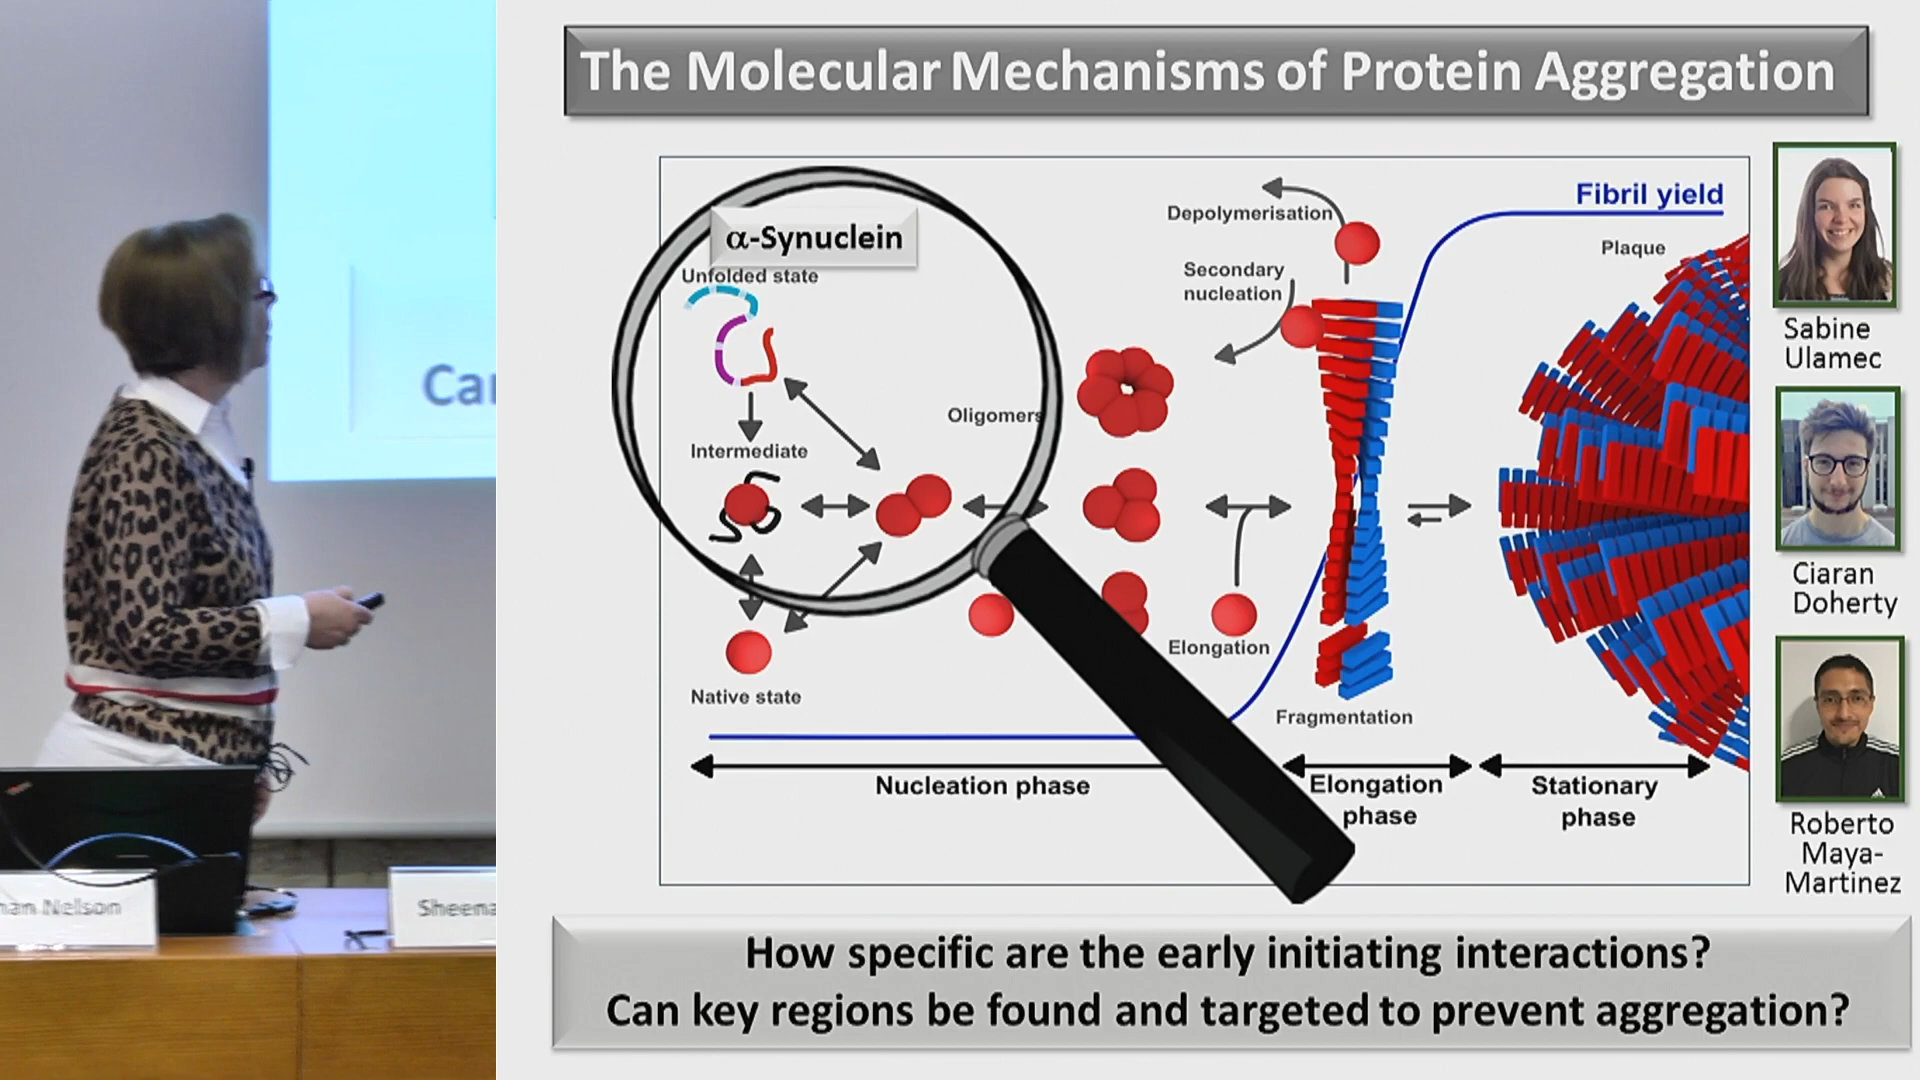 The Molecular Mechanisms of Protein Aggregation
α-Synuclein
Unfolded state
Intermediate
Native state
Oligomers
Depolymerisation
Secondary
nucleation
Elongation
Fragmentation
Fibril yield
Plaque
Nucleation phase
Elongation
phase
Stationary
phase
Sabine
Ulamec
Ciaran
Doherty
Roberto
Maya-
Martinez
How specific are the early initiating interactions?
Can key regions be found and targeted to prevent aggregation?
Nelson
Sheena